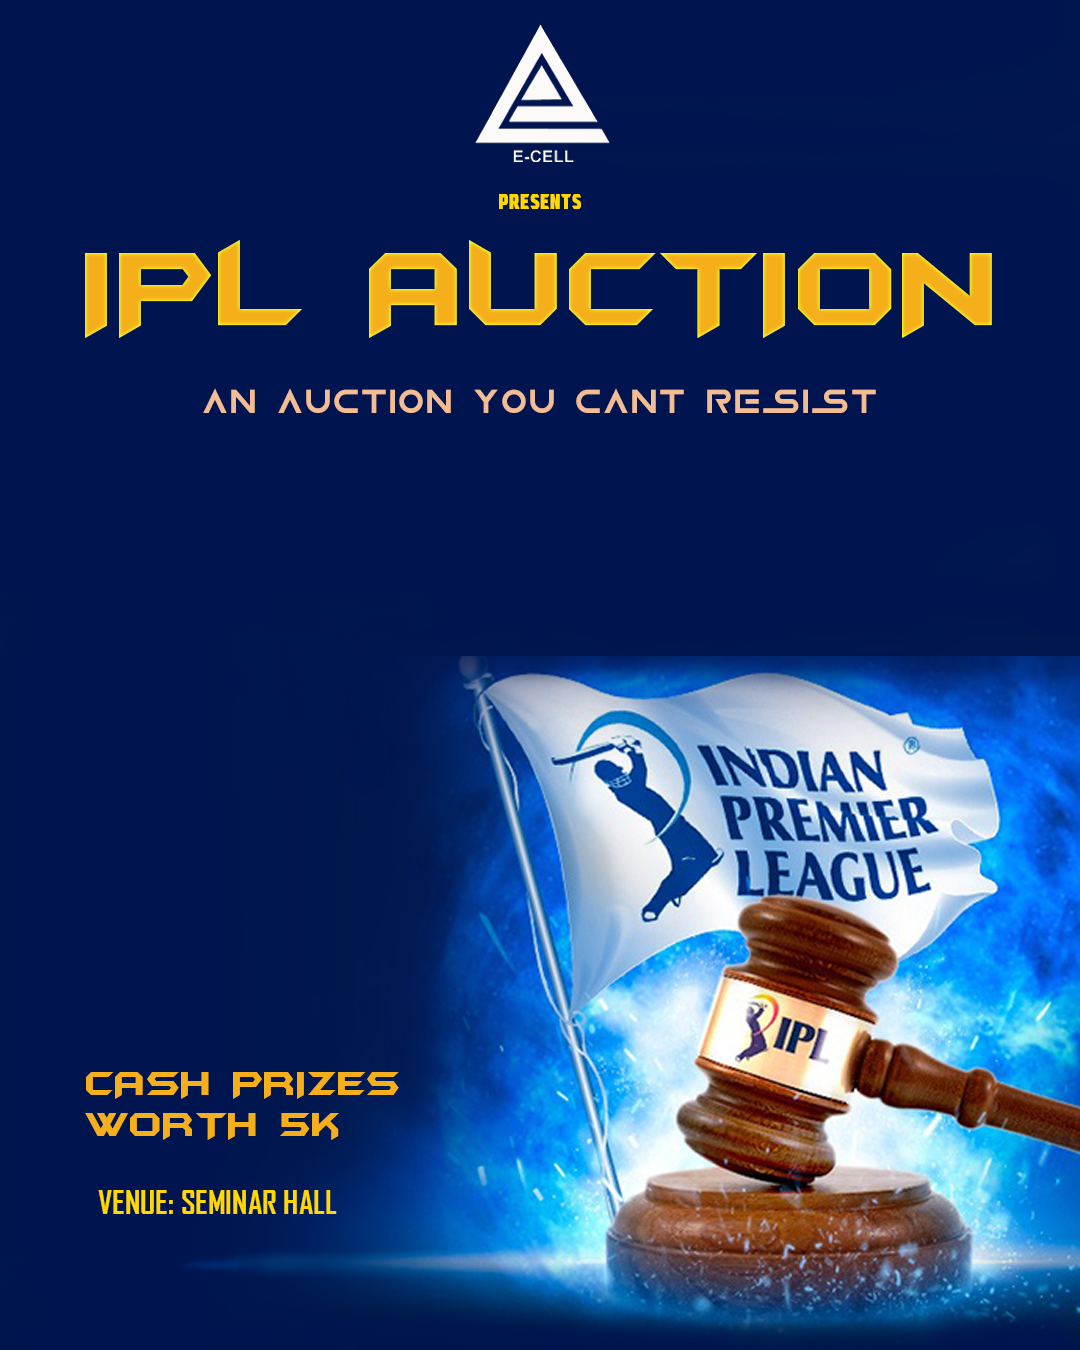 E-CELL
PRESENTS
IPL AUCTION
AN AUCTION YOU CANT RESIST
INDIAN ®
PREMIER
LEAGUE
IPL
CASH PRIZES
WORTH 5K
VENUE: SEMINAR HALL